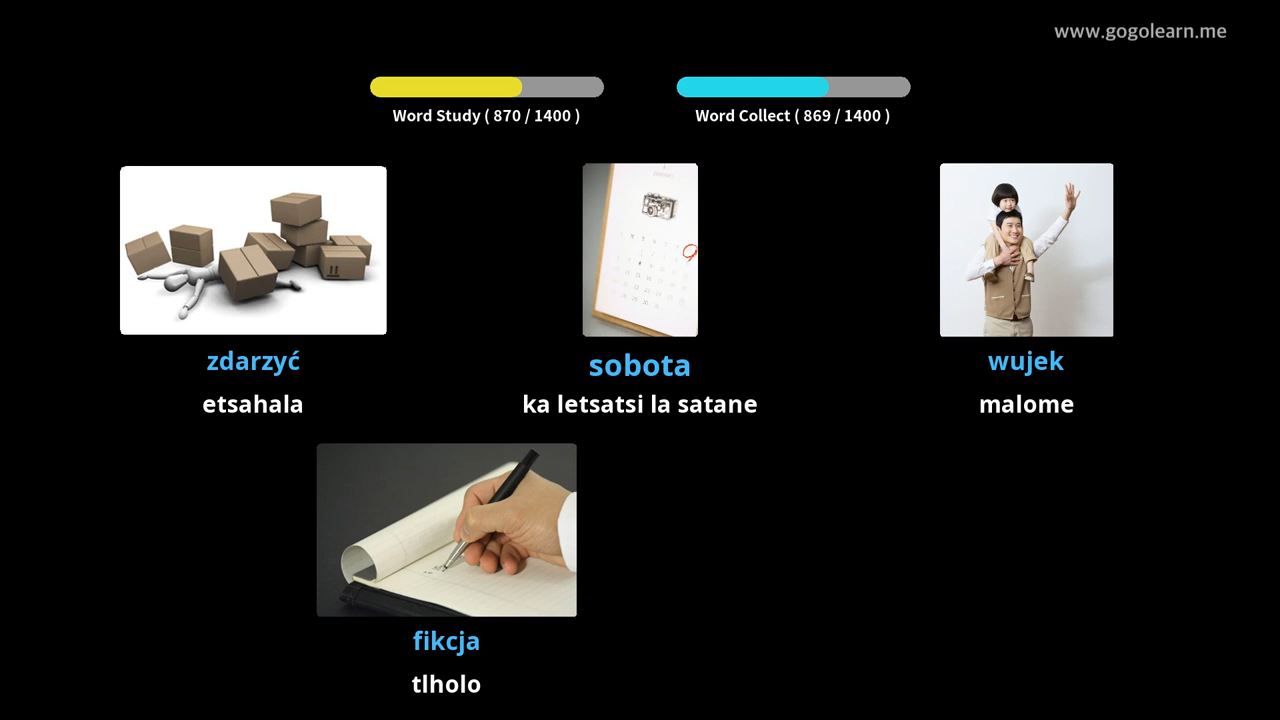 www.gogolearn.me
Word Study ( 870 / 1400 )
Word Collect ( 869 / 1400 )
zdarzyć
etsahala
sobota
ka letsatsi la satane
wujek
malome
fikcja
tlholo